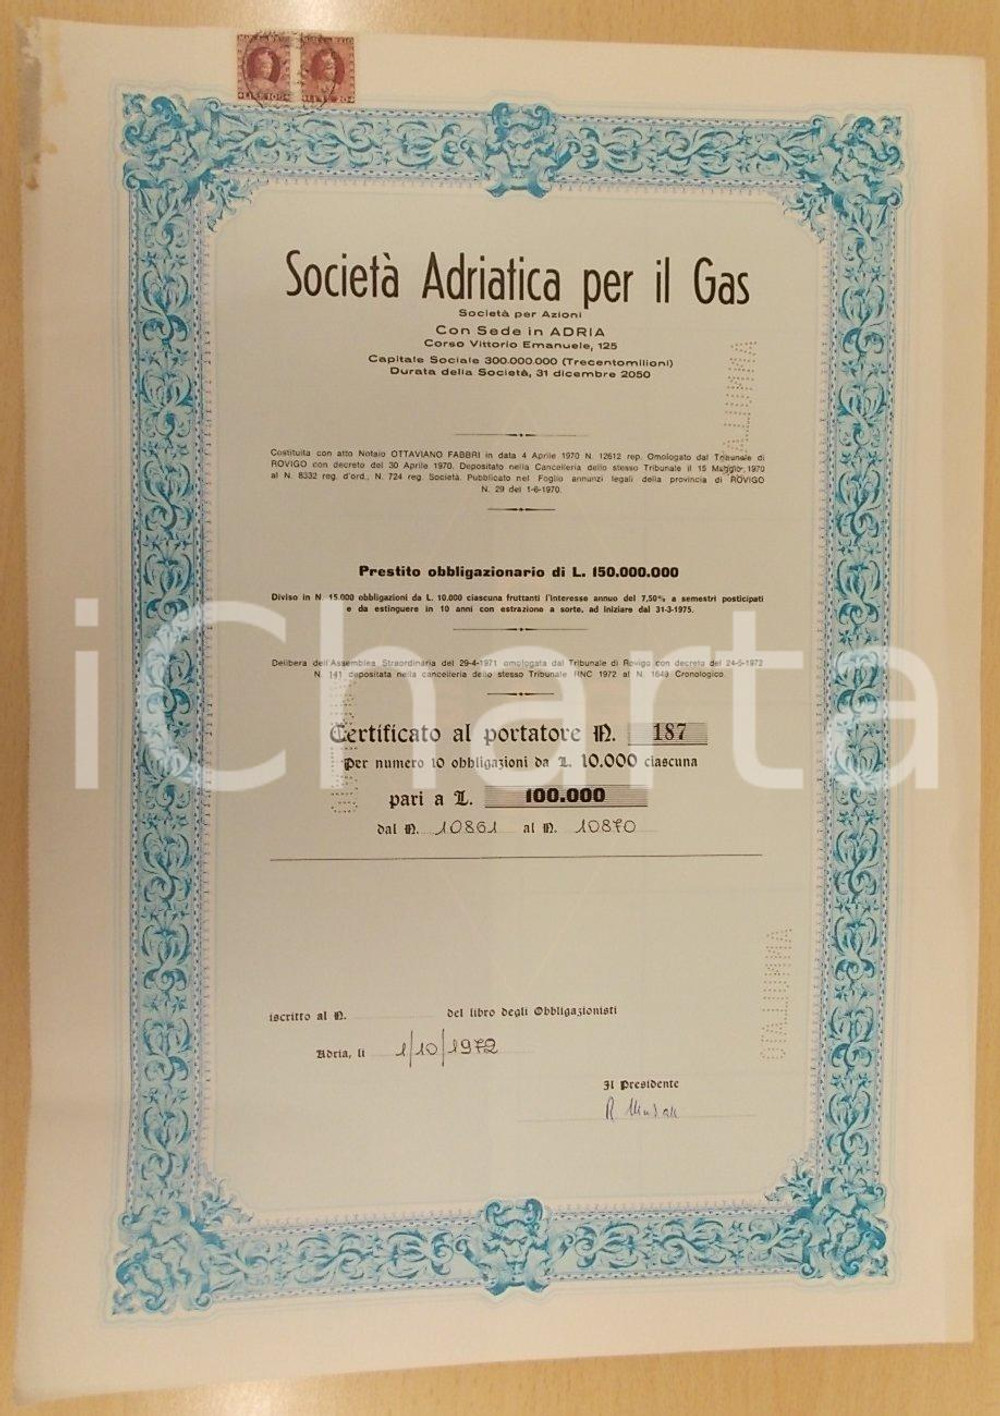 Società Adriatica per il Gas
Società per Azioni
Con Sede in ADRIA
Corso Vittorio Emanuele, 125
Capitale Sociale 300.000.000 (Trecentomilioni)
Durata della Società, 31 dicembre 2050
Costituita con atto Notaio OTTAVIANO FABBRI in data 4 Aprile 1970 N. 12612 rep. Omologato dal Tribunale di
ROVIGO con decreto del 30 Aprile 1970. Depositato nella Cancelleria dello stesso Tribunale il 15 Maggio 1970
al N. 8332 reg. d'ord., N. 724 reg. Società. Pubblicato nel Foglio annunzi legali della provincia di ROVIGO
N. 29 del 1-6-1970.
Prestito obbligazionario di L. 150.000.000
Diviso in N. 15.000 obbligazioni da L. 10.000 ciascuna fruttanti l'interesse annuo del 7,50% a semestri posticipati
e da estinguere in 10 anni con estrazione a sorte, ad iniziare dal 31-3-1975.
Delibera dell'Assemblea Straordinaria del 29-4-1971 omologata dal Tribunale di Rovigo con decreto del 24-5-1972
N. 141 depositata nella cancelleria dello stesso Tribunale RNC 1972 al N. 1649 Cronologico.
iCharta
Certificato al portatore N. 187
Per numero 10 obbligazioni da L. 10.000 ciascuna
pari a L. 100.000
dal N. 10861 al N. 10870
iscritto al N. del libro degli Obbligazionisti
Adria, li 1/10/1972
Il Presidente
ANNULLATO